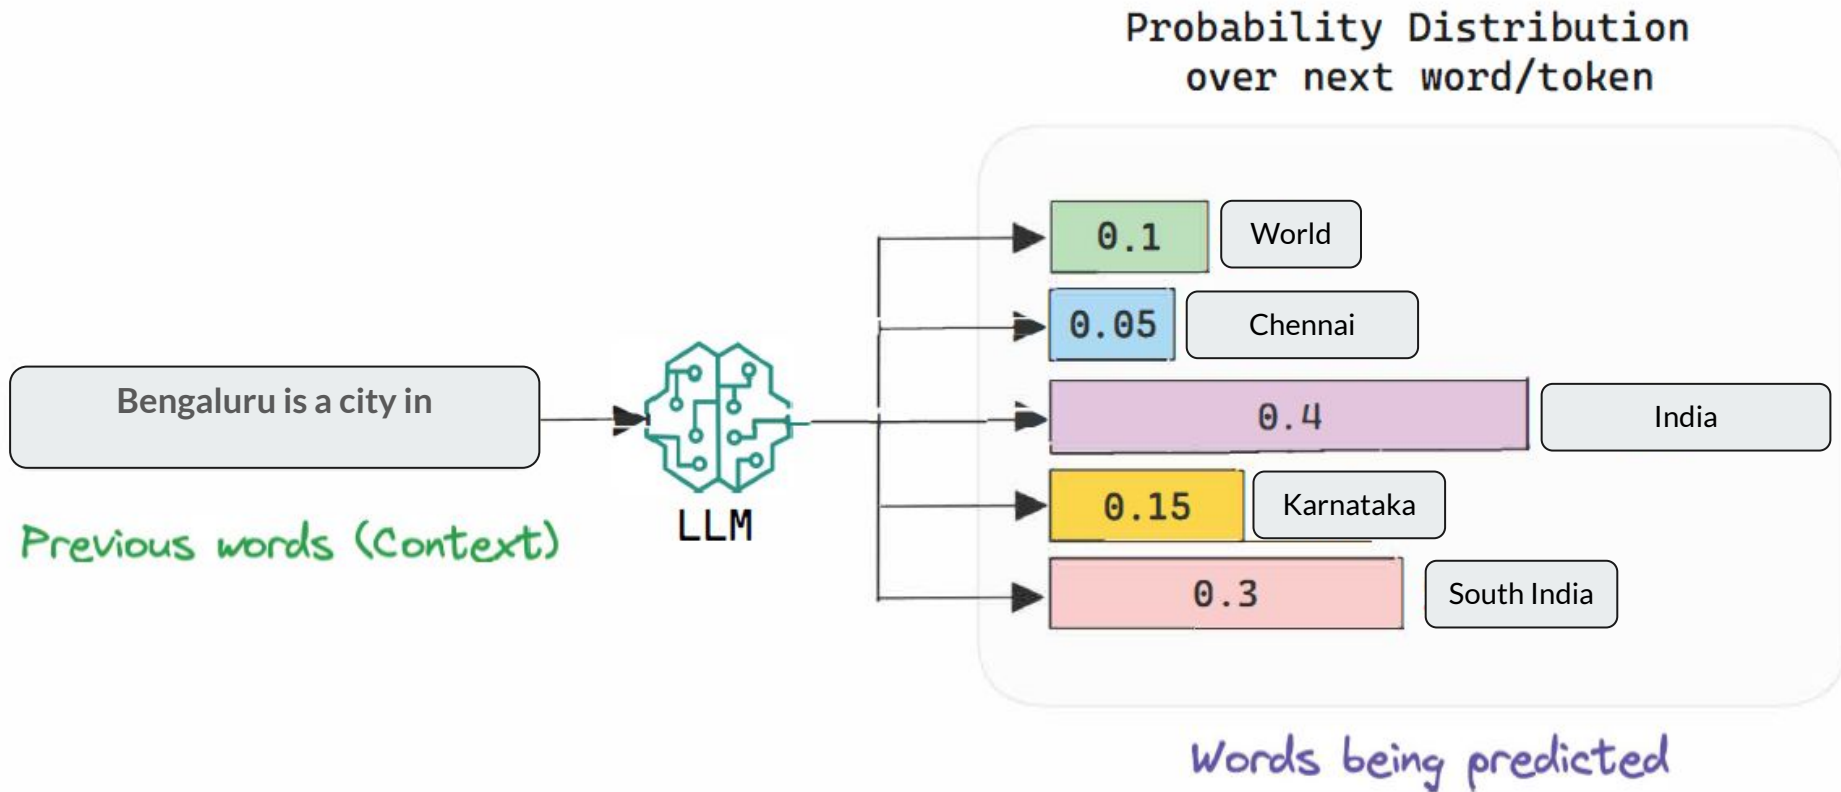 Probability Distribution
over next word/token
0.1 World
0.05 Chennai
Bengaluru is a city in
0.4 India
0.15 Karnataka
LLM
Previous words (Context)
0.3 South India
Words being predicted